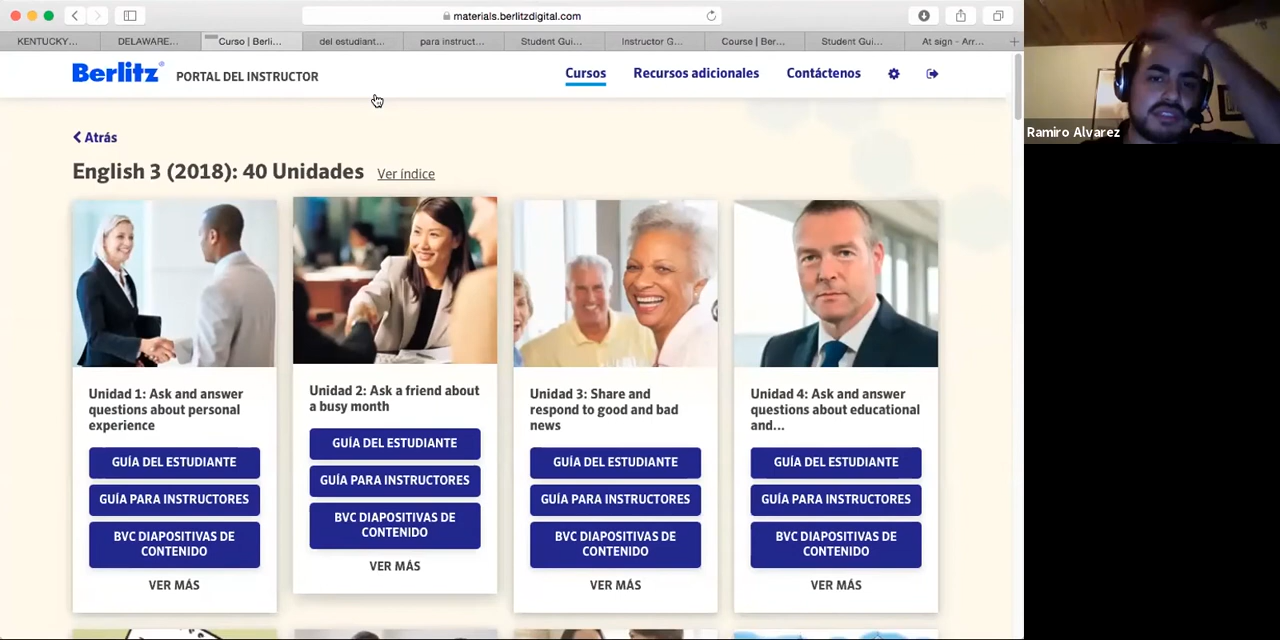 materials.berlitzdigital.com
KENTUCKY...
DELAWARE...
Curso | Berli...
del estudiant...
para instruct...
Student Gui...
Instructor G...
Course | Ber...
Student Gui...
At sign - Arr...
Berlitz® PORTAL DEL INSTRUCTOR
Cursos
Recursos adicionales
Contáctenos
Ramiro Alvarez
Atrás
English 3 (2018): 40 Unidades Ver índice
Unidad 1: Ask and answer
questions about personal
experience
GUÍA DEL ESTUDIANTE
GUÍA PARA INSTRUCTORES
BVC DIAPOSITIVAS DE
CONTENIDO
VER MÁS
Unidad 2: Ask a friend about
a busy month
GUÍA DEL ESTUDIANTE
GUÍA PARA INSTRUCTORES
BVC DIAPOSITIVAS DE
CONTENIDO
VER MÁS
Unidad 3: Share and
respond to good and bad
news
GUÍA DEL ESTUDIANTE
GUÍA PARA INSTRUCTORES
BVC DIAPOSITIVAS DE
CONTENIDO
VER MÁS
Unidad 4: Ask and answer
questions about educational
and...
GUÍA DEL ESTUDIANTE
GUÍA PARA INSTRUCTORES
BVC DIAPOSITIVAS DE
CONTENIDO
VER MÁS